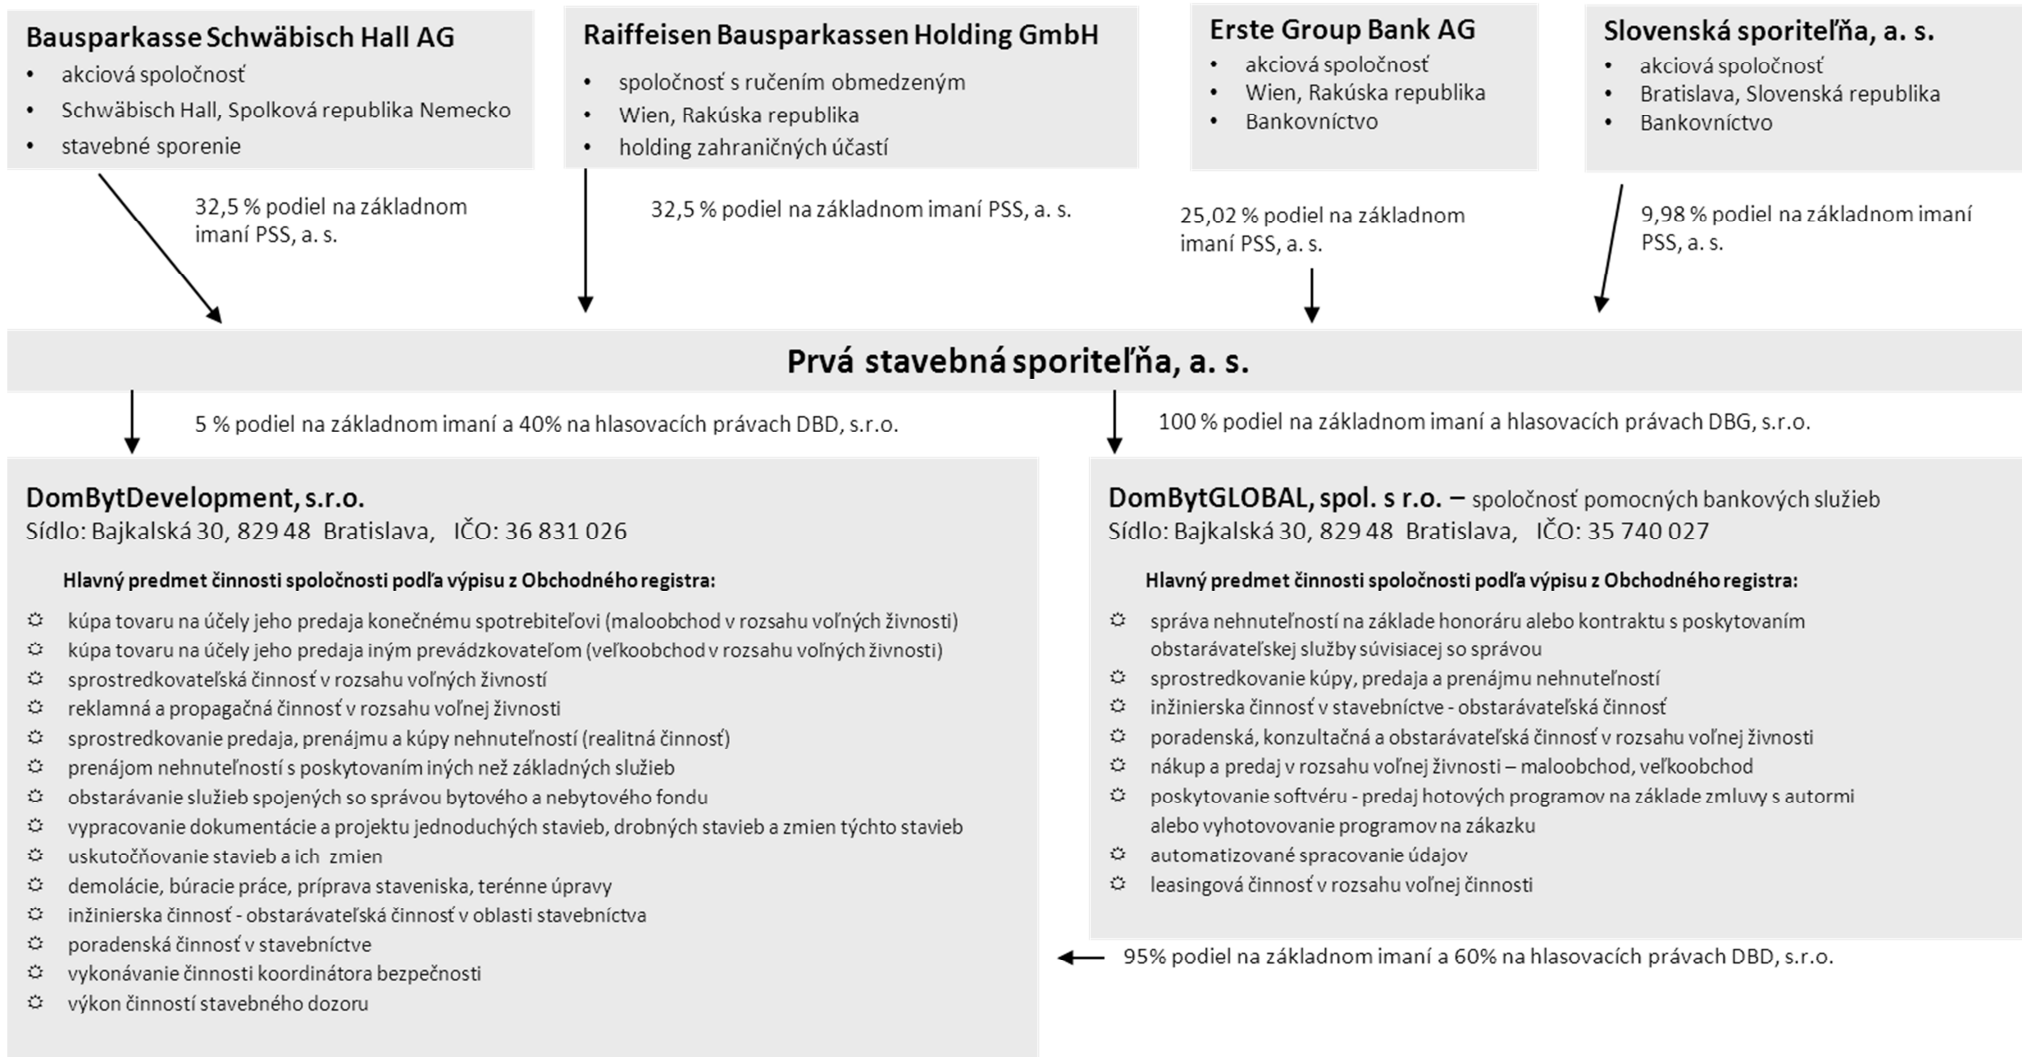 Bausparkasse Schwäbisch Hall AG
• akciová spoločnosť
• Schwäbisch Hall, Spolková republika Nemecko
• stavebné sporenie
Raiffeisen Bausparkassen Holding GmbH
• spoločnosť s ručením obmedzeným
• Wien, Rakúska republika
• holding zahraničných účastí
Erste Group Bank AG
• akciová spoločnosť
• Wien, Rakúska republika
• Bankovníctvo
Slovenská sporiteľňa, a. s.
• akciová spoločnosť
• Bratislava, Slovenská republika
• Bankovníctvo
32,5 % podiel na základnom
imaní PSS, a. s.
32,5 % podiel na základnom imaní PSS, a. s.
25,02 % podiel na základnom
imaní PSS, a. s.
9,98 % podiel na základnom imaní
PSS, a. s.
Prvá stavebná sporiteľňa, a. s.
5 % podiel na základnom imaní a 40% na hlasovacích právach DBD, s.r.o.
100 % podiel na základnom imaní a hlasovacích právach DBG, s.r.o.
DomBytDevelopment, s.r.o.
Sídlo: Bajkalská 30, 829 48 Bratislava, IČO: 36 831 026
Hlavný predmet činnosti spoločnosti podľa výpisu z Obchodného registra:
kúpa tovaru na účely jeho predaja konečnému spotrebiteľovi (maloobchod v rozsahu voľných živnosti)
kúpa tovaru na účely jeho predaja iným prevádzkovateľom (veľkoobchod v rozsahu voľných živnosti)
sprostredkovateľská činnosť v rozsahu voľných živností
reklamná a propagačná činnosť v rozsahu voľnej živnosti
sprostredkovanie predaja, prenájmu a kúpy nehnuteľností (realitná činnosť)
prenájom nehnuteľností s poskytovaním iných než základných služieb
obstarávanie služieb spojených so správou bytového a nebytového fondu
vypracovanie dokumentácie a projektu jednoduchých stavieb, drobných stavieb a zmien týchto stavieb
uskutočňovanie stavieb a ich zmien
demolácie, búracie práce, príprava staveniska, terénne úpravy
inžinierska činnosť - obstarávateľská činnosť v oblasti stavebníctva
poradenská činnosť v stavebníctve
vykonávanie činnosti koordinátora bezpečnosti
výkon činností stavebného dozoru
DomBytGLOBAL, spol. s r.o. – spoločnosť pomocných bankových služieb
Sídlo: Bajkalská 30, 829 48 Bratislava, IČO: 35 740 027
Hlavný predmet činnosti spoločnosti podľa výpisu z Obchodného registra:
správa nehnuteľností na základe honoráru alebo kontraktu s poskytovaním
obstarávateľskej služby súvisiacej so správou
sprostredkovanie kúpy, predaja a prenájmu nehnuteľností
inžinierska činnosť v stavebníctve - obstarávateľská činnosť
poradenská, konzultačná a obstarávateľská činnosť v rozsahu voľnej živnosti
nákup a predaj v rozsahu voľnej živnosti – maloobchod, veľkoobchod
poskytovanie softvéru - predaj hotových programov na základe zmluvy s autormi
alebo vyhotovovanie programov na zákazku
automatizované spracovanie údajov
leasingová činnosť v rozsahu voľnej činnosti
95% podiel na základnom imaní a 60% na hlasovacích právach DBD, s.r.o.